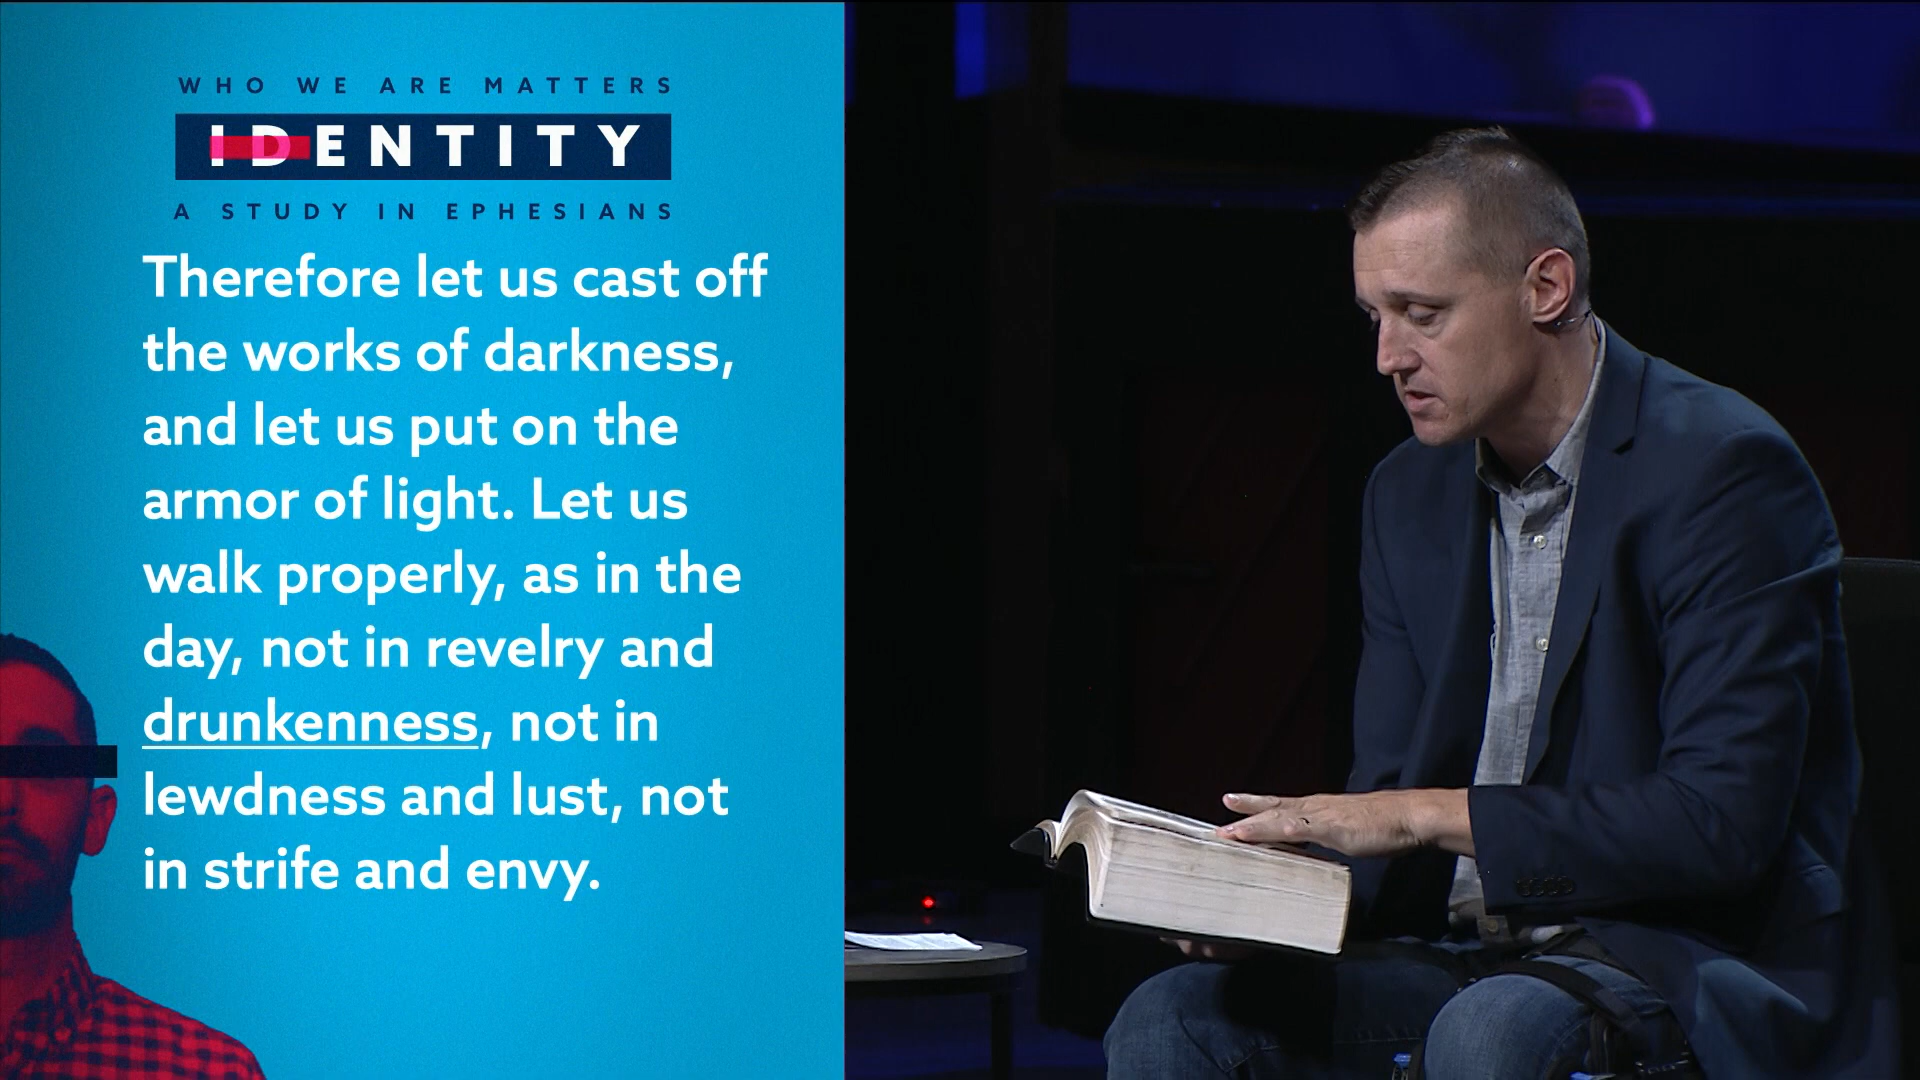 WHO WE ARE MATTERS
IDENTITY
A STUDY IN EPHESIANS
Therefore let us cast off
the works of darkness,
and let us put on the
armor of light. Let us
walk properly, as in the
day, not in revelry and
drunkenness, not in
lewdness and lust, not
in strife and envy.